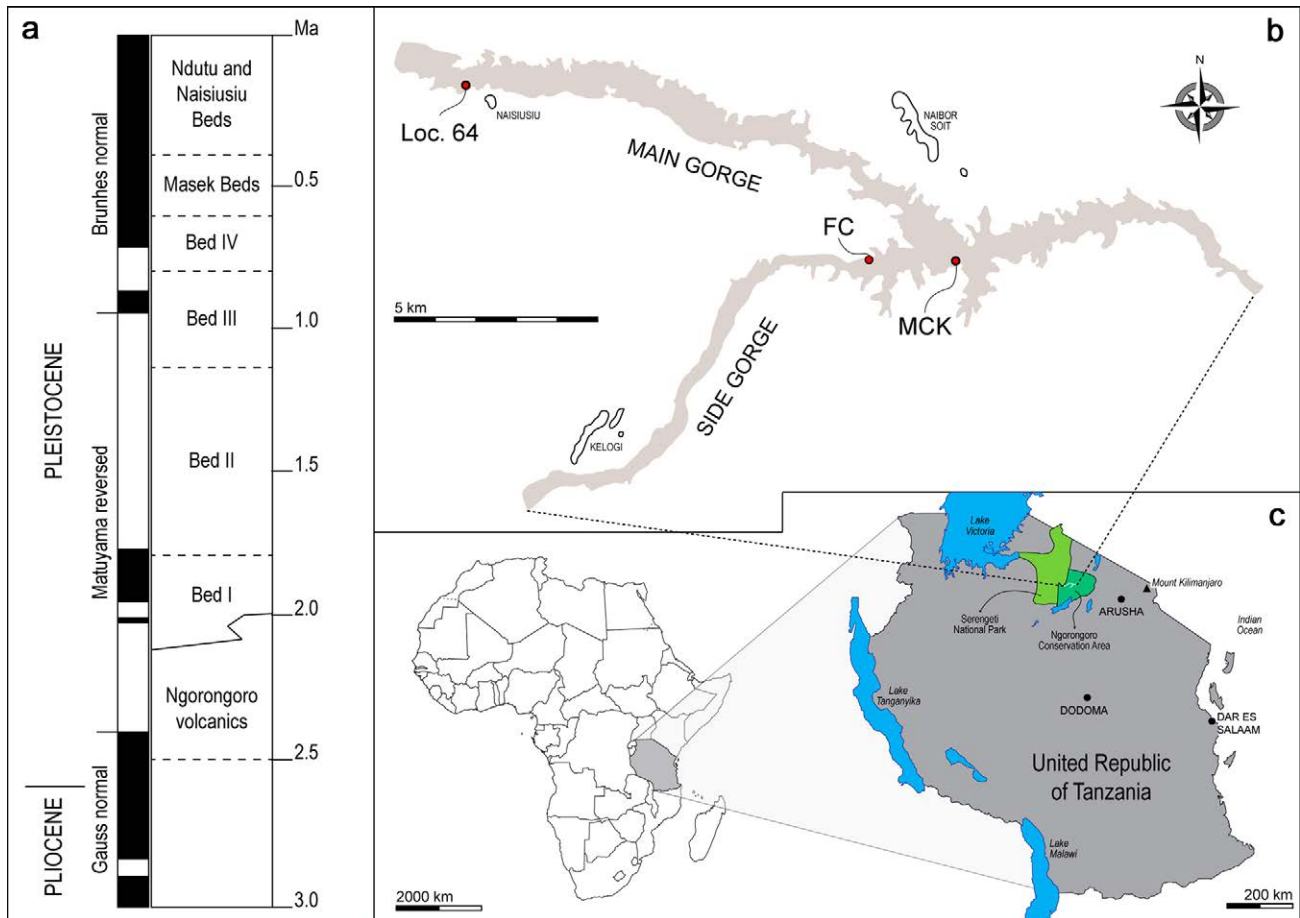 a
Ma
Ndutu and
Naisiusiu
Beds
Masek Beds
Bed IV
Bed III
Bed II
Bed I
Ngorongoro
volcanics
0.5
1.0
1.5
2.0
2.5
3.0
Brunhes normal
Matuyama reversed
Gauss normal
PLEISTOCENE
PLIOCENE
b
N
Loc. 64
NAISIUSIU
MAIN GORGE
NAIBOR
SOIT
FC
MCK
5 km
SIDE GORGE
KELOGI
c
Lake
Victoria
Mount Kilimanjaro
ARUSHA
Serengeti
National Park
Ngorongoro
Conservation Area
Indian
Ocean
Lake
Tanganyika
DODOMA
DAR ES
SALAAM
United Republic
of Tanzania
Lake
Malawi
2000 km
200 km